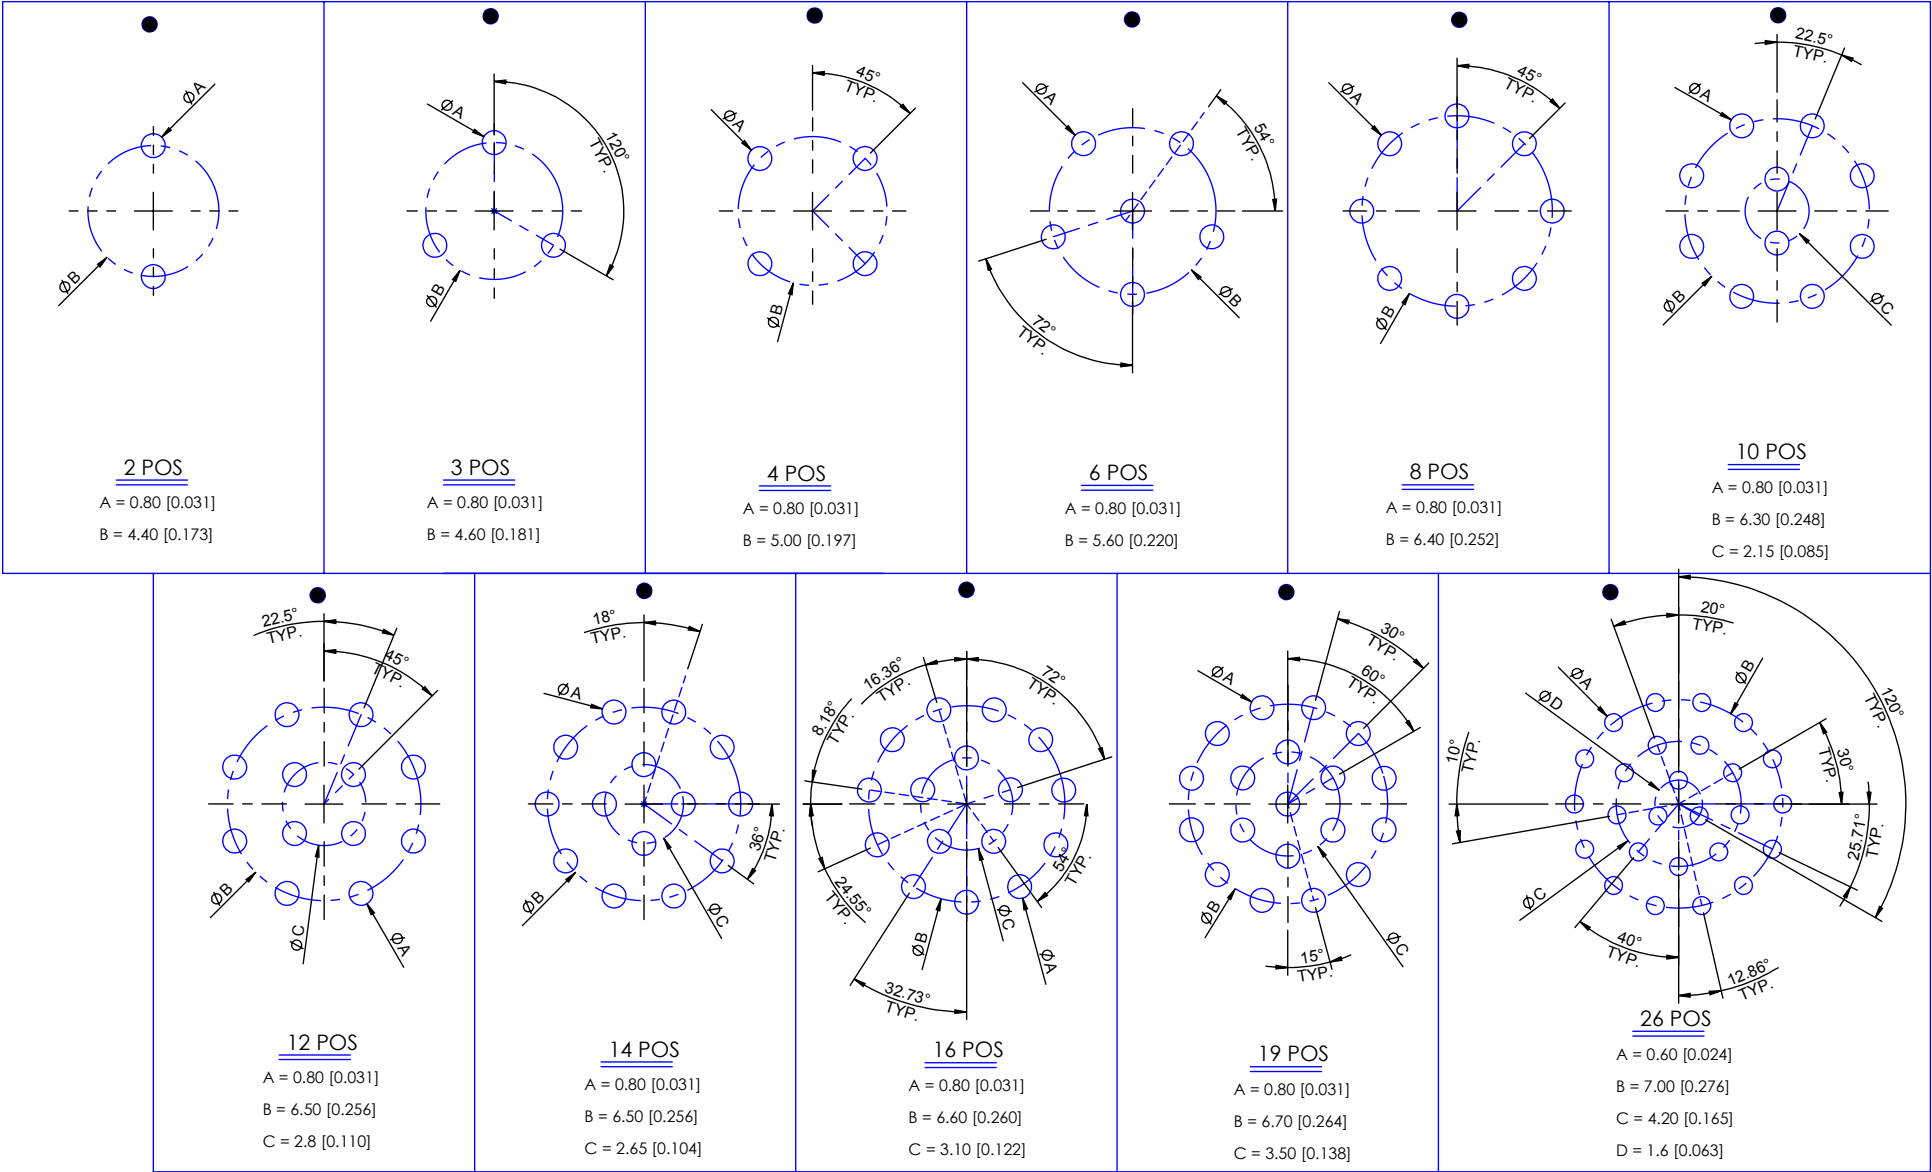 ØA
ØB
2 POS
A = 0.80 [0.031]
B = 4.40 [0.173]
ØA
120°
TYP.
ØB
3 POS
A = 0.80 [0.031]
B = 4.60 [0.181]
45°
TYP.
ØA
ØB
4 POS
A = 0.80 [0.031]
B = 5.00 [0.197]
ØA
54°
TYP.
ØB
72°
TYP.
6 POS
A = 0.80 [0.031]
B = 5.60 [0.220]
45°
TYP.
ØA
ØB
8 POS
A = 0.80 [0.031]
B = 6.40 [0.252]
22.5°
TYP.
ØA
ØB
ØC
10 POS
A = 0.80 [0.031]
B = 6.30 [0.248]
C = 2.15 [0.085]
22.5°
TYP.
45°
TYP.
ØB
ØC
ØA
12 POS
A = 0.80 [0.031]
B = 6.50 [0.256]
C = 2.8 [0.110]
18°
TYP.
ØA
36°
TYP.
ØB
ØC
14 POS
A = 0.80 [0.031]
B = 6.50 [0.256]
C = 2.65 [0.104]
16.36°
TYP.
72°
TYP.
8.18°
TYP.
54°
TYP.
24.55°
TYP.
ØB
ØC
ØA
32.73°
TYP.
16 POS
A = 0.80 [0.031]
B = 6.60 [0.260]
C = 3.10 [0.122]
30°
TYP.
60°
TYP.
ØA
ØB
ØC
15°
TYP.
19 POS
A = 0.80 [0.031]
B = 6.70 [0.264]
C = 3.50 [0.138]
20°
TYP.
ØA
ØB
ØD
120°
TYP.
10°
TYP.
30°
TYP.
25.71°
TYP.
ØC
40°
TYP.
12.86°
TYP.
26 POS
A = 0.60 [0.024]
B = 7.00 [0.276]
C = 4.20 [0.165]
D = 1.6 [0.063]